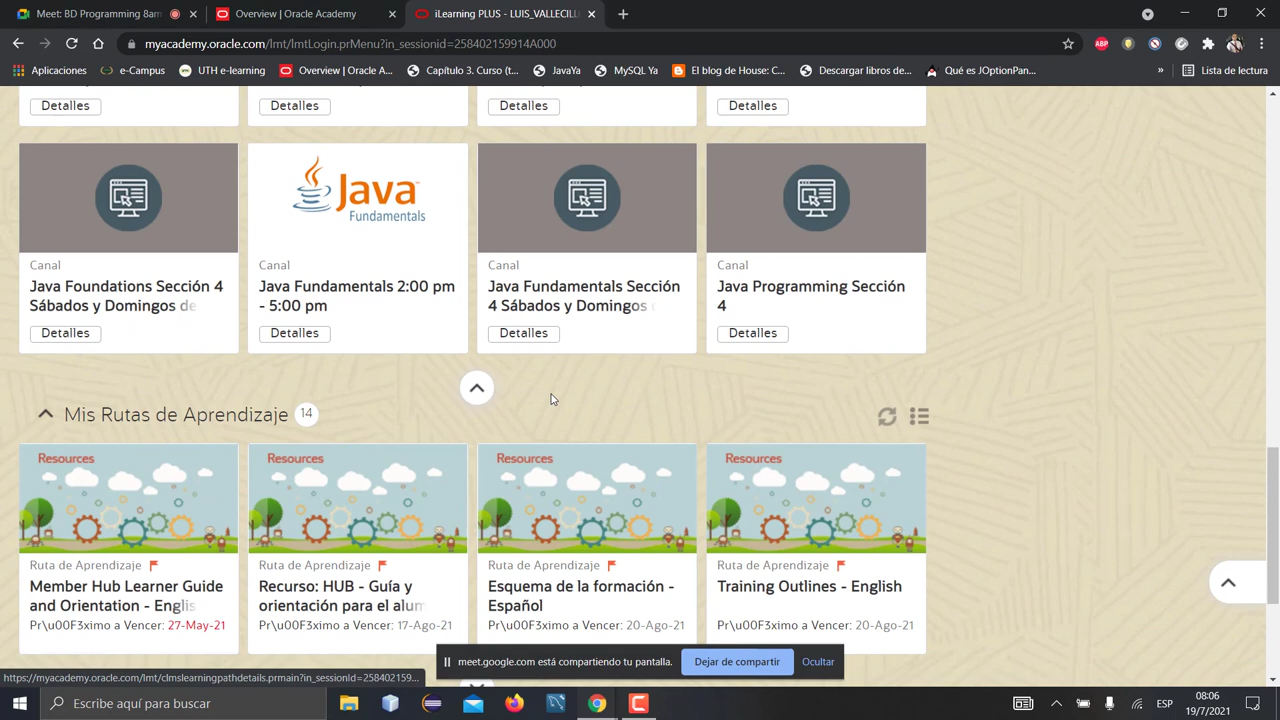 Meet: BD Programming 8am
Overview | Oracle Academy
iLearning PLUS - LUIS_VALLECILL
myacademy.oracle.com/lmt/lmtLogin.prMenu?in_sessionid=258402159914A000
Aplicaciones
e-Campus
UTH e-learning
Overview | Oracle A...
Capítulo 3. Curso (t...
JavaYa
MySQL Ya
El blog de House: C...
Descargar libros de...
Qué es JOptionPan...
»
Lista de lectura
Detalles
Detalles
Detalles
Detalles
Java
Fundamentals
Canal
Java Foundations Sección 4
Sábados y Domingos de
Detalles
Canal
Java Fundamentals 2:00 pm
- 5:00 pm
Detalles
Canal
Java Fundamentals Sección
4 Sábados y Domingos
Detalles
Canal
Java Programming Sección
4
Detalles
Mis Rutas de Aprendizaje 14
Resources
Ruta de Aprendizaje
Member Hub Learner Guide
and Orientation - Englis
Pr\u00F3ximo a Vencer: 27-May-21
Resources
Ruta de Aprendizaje
Recurso: HUB - Guía y
orientación para el alum
Pr\u00F3ximo a Vencer: 17-Ago-21
Resources
Ruta de Aprendizaje
Esquema de la formación -
Español
Pr\u00F3ximo a Vencer: 20-Ago-21
Resources
Ruta de Aprendizaje
Training Outlines - English
Pr\u00F3ximo a Vencer: 20-Ago-21
meet.google.com está compartiendo tu pantalla.
Dejar de compartir
Ocultar
https://myacademy.oracle.com/lmt/clmslearningpathdetails.prmain?in_sessionid=258402159...
Escribe aquí para buscar
ESP
08:06
19/7/2021